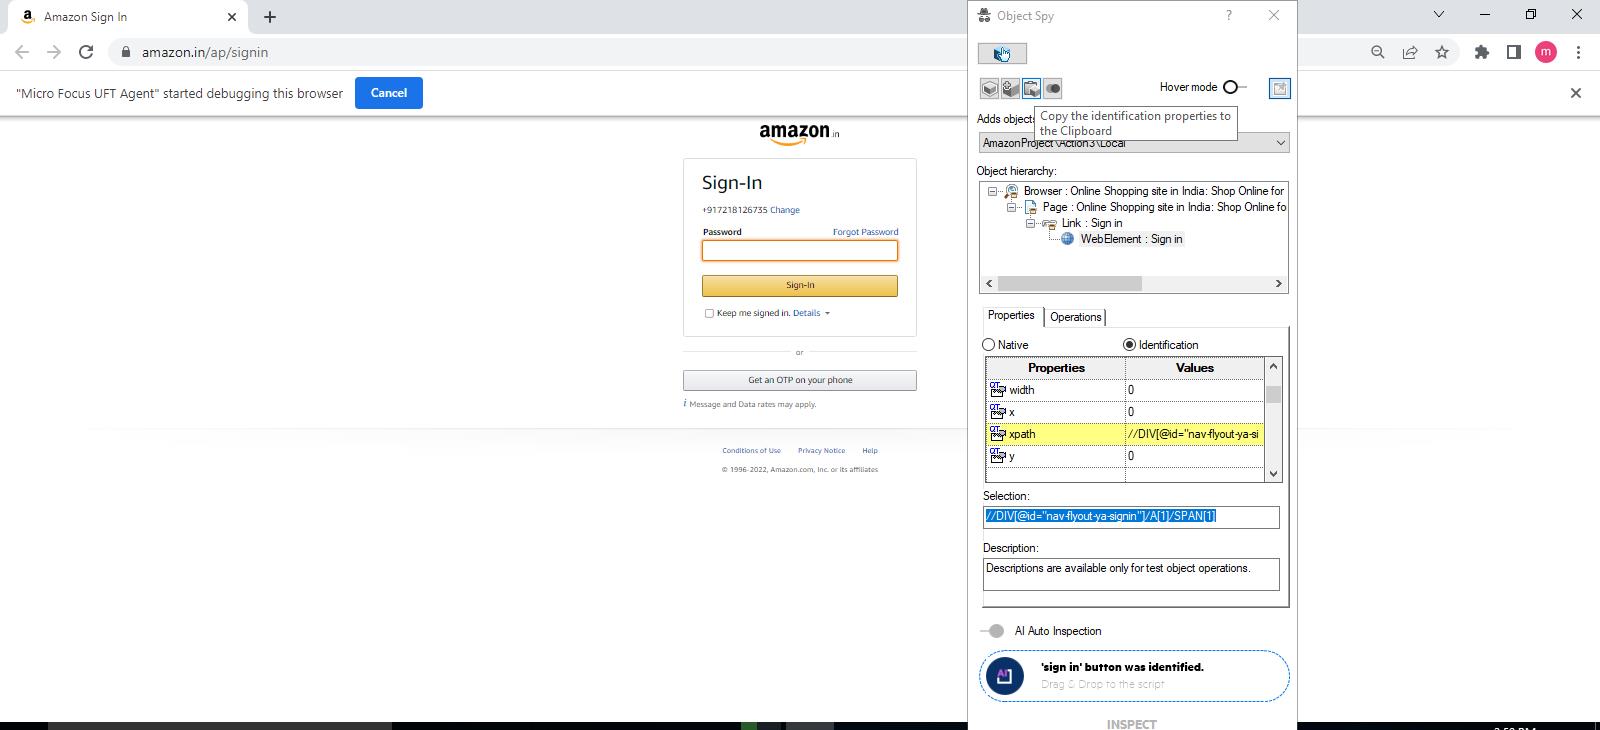 a Amazon Sign In
amazon.in/ap/signin
m
"Micro Focus UFT Agent" started debugging this browser
Cancel
amazon.in
Sign-In
+917218126735 Change
Password
Forgot Password
Sign-In
Keep me signed in. Details
or
Get an OTP on your phone
i Message and Data rates may apply.
Conditions of Use
Privacy Notice
Help
© 1996-2022, Amazon.com, Inc. or its affiliates
Object Spy
?
Hover mode
Adds objects
Copy the identification properties to
the Clipboard
AmazonProject\Action3\Local
Object hierarchy:
Browser : Online Shopping site in India: Shop Online for
Page : Online Shopping site in India: Shop Online fo
Link : Sign in
WebElement : Sign in
Properties
Operations
Native
Identification
Properties
Values
width
0
x
0
xpath
//DIV[@id="nav-flyout-ya-si
y
0
Selection:
//DIV[@id="nav-flyout-ya-signin"]/A[1]/SPAN[1]
Description:
Descriptions are available only for test object operations.
AI Auto Inspection
AI
'sign in' button was identified.
Drag & Drop to the script
INSPECT